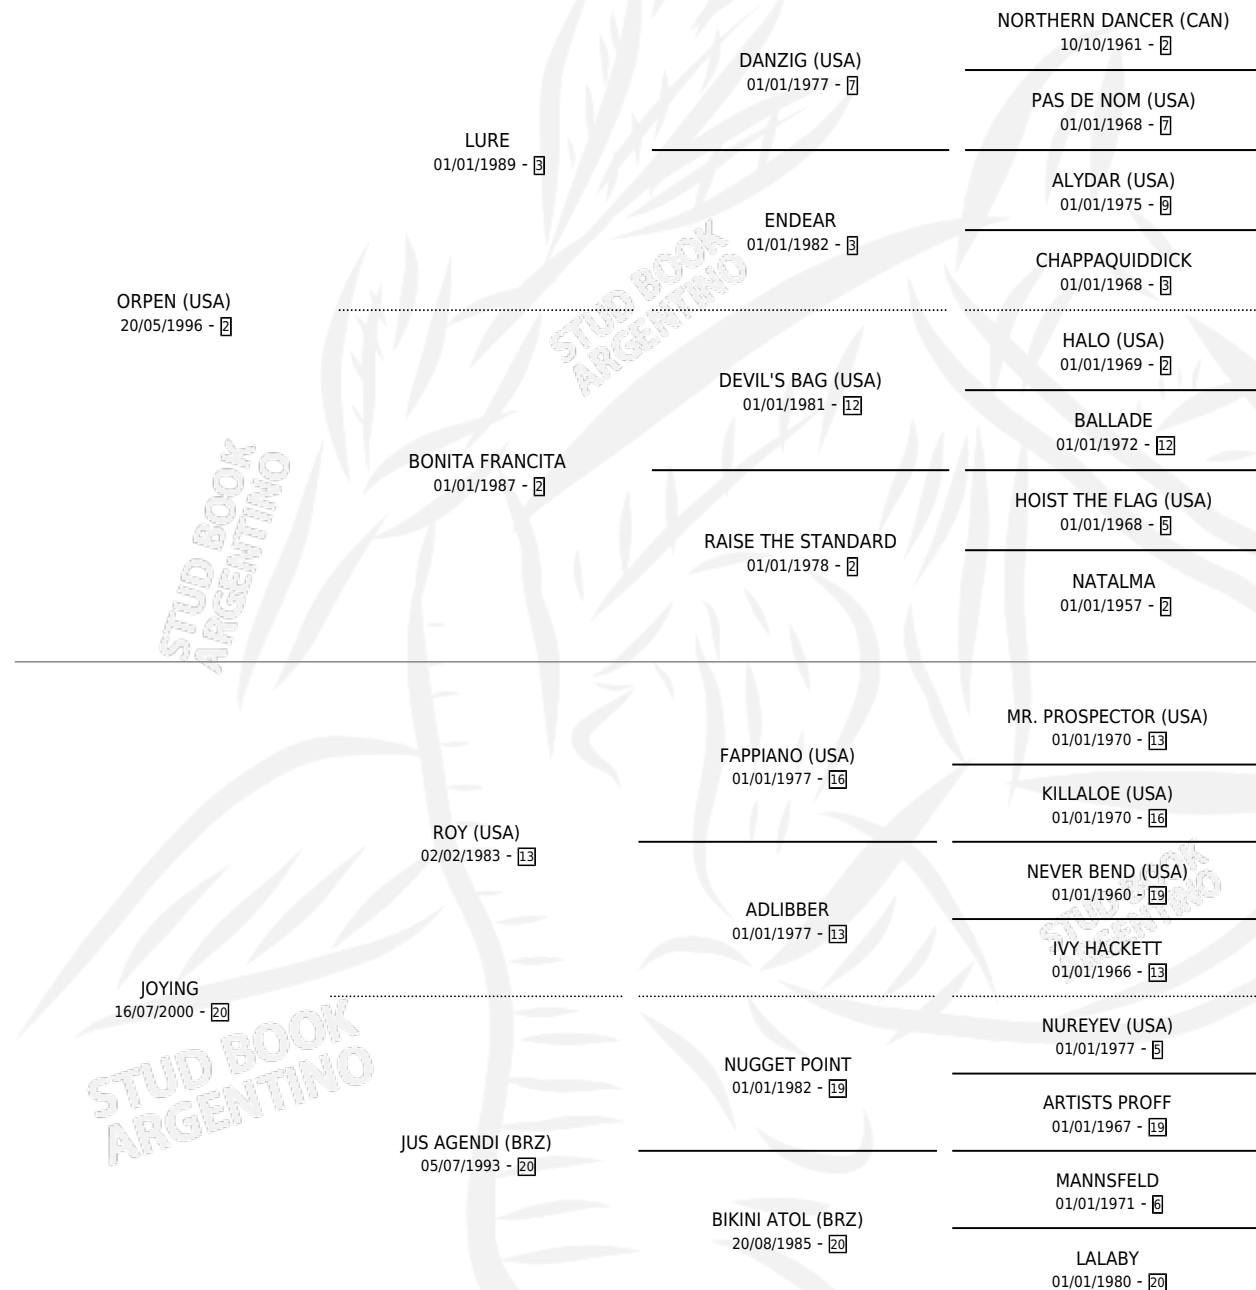 NORTHERN DANCER (CAN)
10/10/1961 - 2
DANZIG (USA)
01/01/1977 - 7
PAS DE NOM (USA)
01/01/1968 - 7
LURE
01/01/1989 - 3
ALYDAR (USA)
01/01/1975 - 9
ENDEAR
01/01/1982 - 3
CHAPPAQUIDDICK
01/01/1968 - 3
ORPEN (USA)
20/05/1996 - 2
STUD BOOK
ARGENTINO
HALO (USA)
01/01/1969 - 2
DEVIL'S BAG (USA)
01/01/1981 - 12
BALLADE
01/01/1972 - 12
BONITA FRANCITA
01/01/1987 - 2
HOIST THE FLAG (USA)
01/01/1968 - 5
RAISE THE STANDARD
01/01/1978 - 2
NATALMA
01/01/1957 - 2
STUD BOOK
ARGENTINO
MR. PROSPECTOR (USA)
01/01/1970 - 13
FAPPIANO (USA)
01/01/1977 - 16
KILLALOE (USA)
01/01/1970 - 16
ROY (USA)
02/02/1983 - 13
NEVER BEND (USA)
01/01/1960 - 19
ADLIBBER
01/01/1977 - 13
IVY HACKETT
01/01/1966 - 13
STUD BOOK
ARGENTINO
JOYING
16/07/2000 - 20
NUREYEV (USA)
01/01/1977 - 5
NUGGET POINT
01/01/1982 - 19
ARTISTS PROFF
01/01/1967 - 19
STUD BOOK
ARGENTINO
JUS AGENDI (BRZ)
05/07/1993 - 20
MANNSFELD
01/01/1971 - 6
BIKINI ATOL (BRZ)
20/08/1985 - 20
LALABY
01/01/1980 - 20